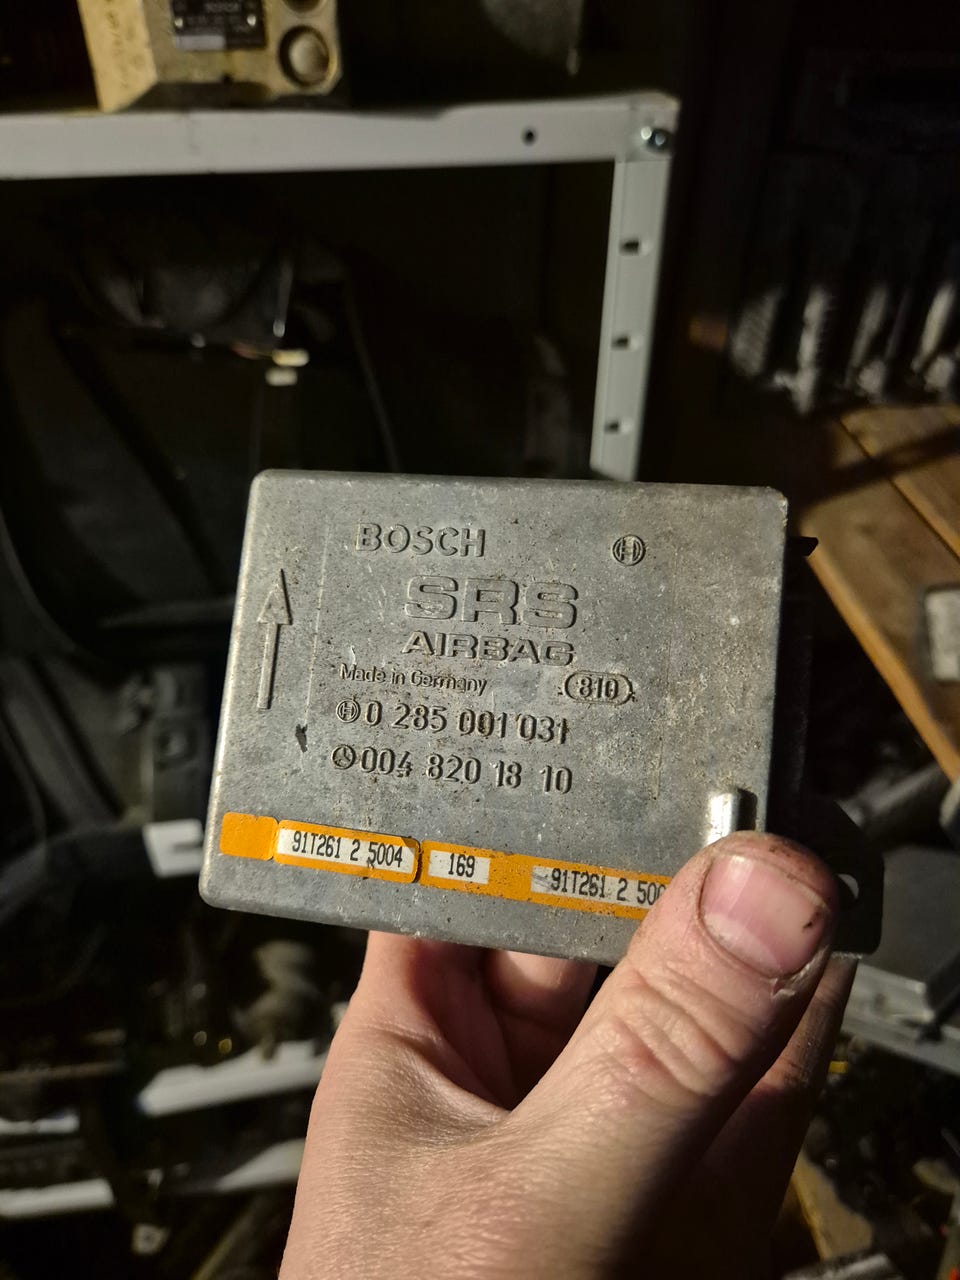 BOSCH
SRS
AIRBAG
Made in Germany 810
0 285 001 031
004 820 18 10
91T261 2 5004 169 91T261 2 500